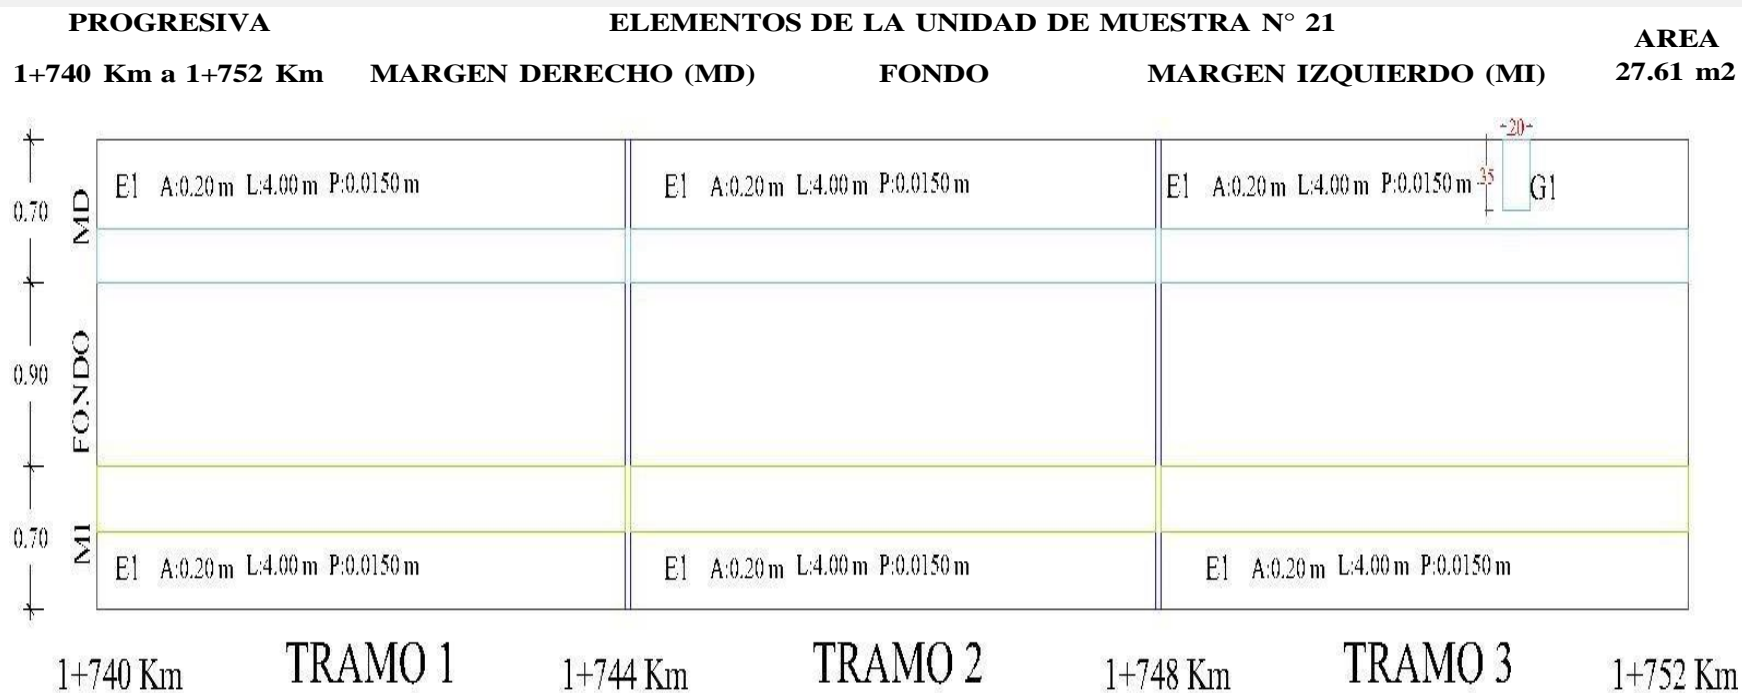 PROGRESIVA ELEMENTOS DE LA UNIDAD DE MUESTRA N° 21 AREA
1+740 Km a 1+752 Km MARGEN DERECHO (MD) FONDO MARGEN IZQUIERDO (MI) 27.61 m2
20
E1 A:0.20 m L:4.00 m P:0.0150 m E1 A:0.20 m L:4.00 m P:0.0150 m E1 A:0.20 m L:4.00 m P:0.0150 m 35 G1
0.70 MD
0.90 FONDO
0.70 MI
E1 A:0.20 m L:4.00 m P:0.0150 m E1 A:0.20 m L:4.00 m P:0.0150 m E1 A:0.20 m L:4.00 m P:0.0150 m
1+740 Km TRAMO 1 1+744 Km TRAMO 2 1+748 Km TRAMO 3 1+752 Km